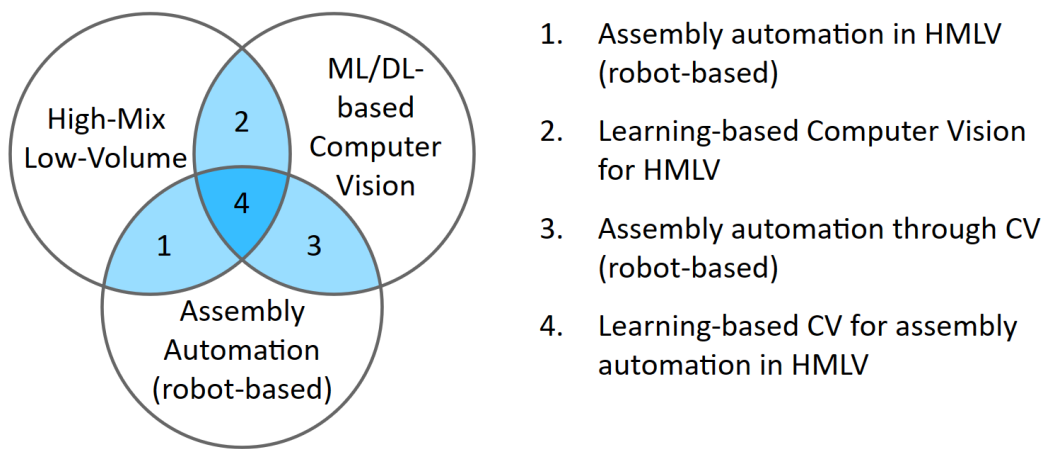 High-Mix
Low-Volume
ML/DL-
based
Computer
Vision
2
4
1
3
Assembly
Automation
(robot-based)
1. Assembly automation in HMLV
(robot-based)
2. Learning-based Computer Vision
for HMLV
3. Assembly automation through CV
(robot-based)
4. Learning-based CV for assembly
automation in HMLV